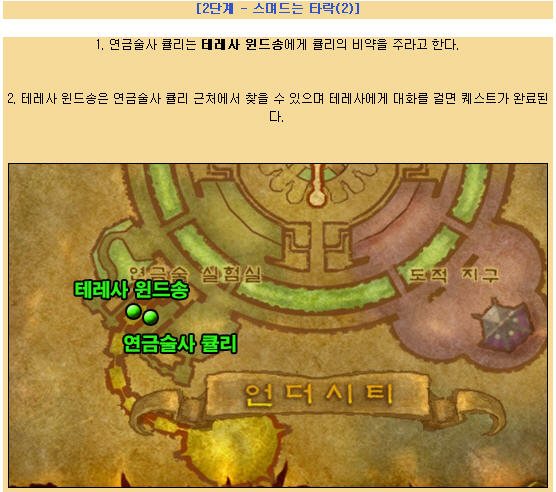 [2단계 - 스며드는 타락(2)]
1. 연금술사 큘리는 테레사 윈드송에게 큘리의 비약을 주라고 한다.
2. 테레사 윈드송은 연금술사 큘리 근처에서 찾을 수 있으며 테레사에게 대화를 걸면 퀘스트가 완료된
다.
연금술 실험실
도적 지구
테레사 윈드송
연금술사 큘리
언더시티